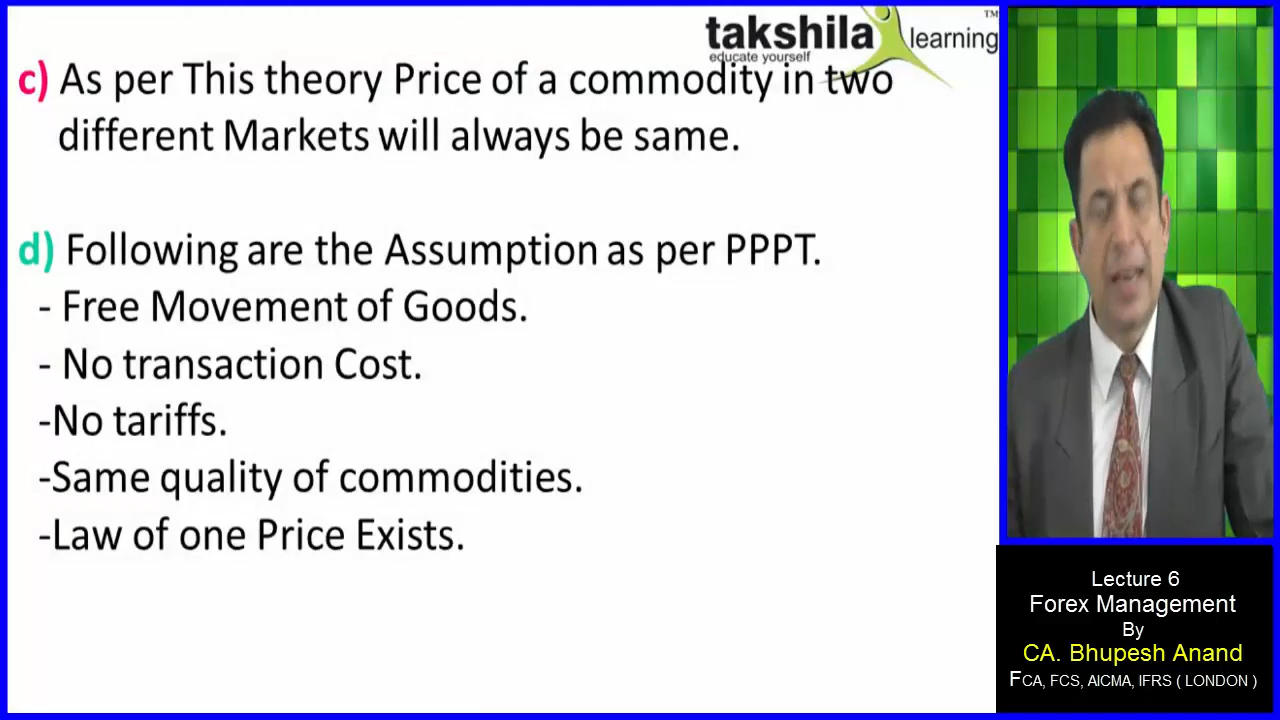 takshila learning ™
educate yourself
c) As per This theory Price of a commodity in two
different Markets will always be same.
d) Following are the Assumption as per PPPT.
- Free Movement of Goods.
- No transaction Cost.
-No tariffs.
-Same quality of commodities.
-Law of one Price Exists.
Lecture 6
Forex Management
By
CA. Bhupesh Anand
FCA, FCS, AICMA, IFRS ( LONDON )